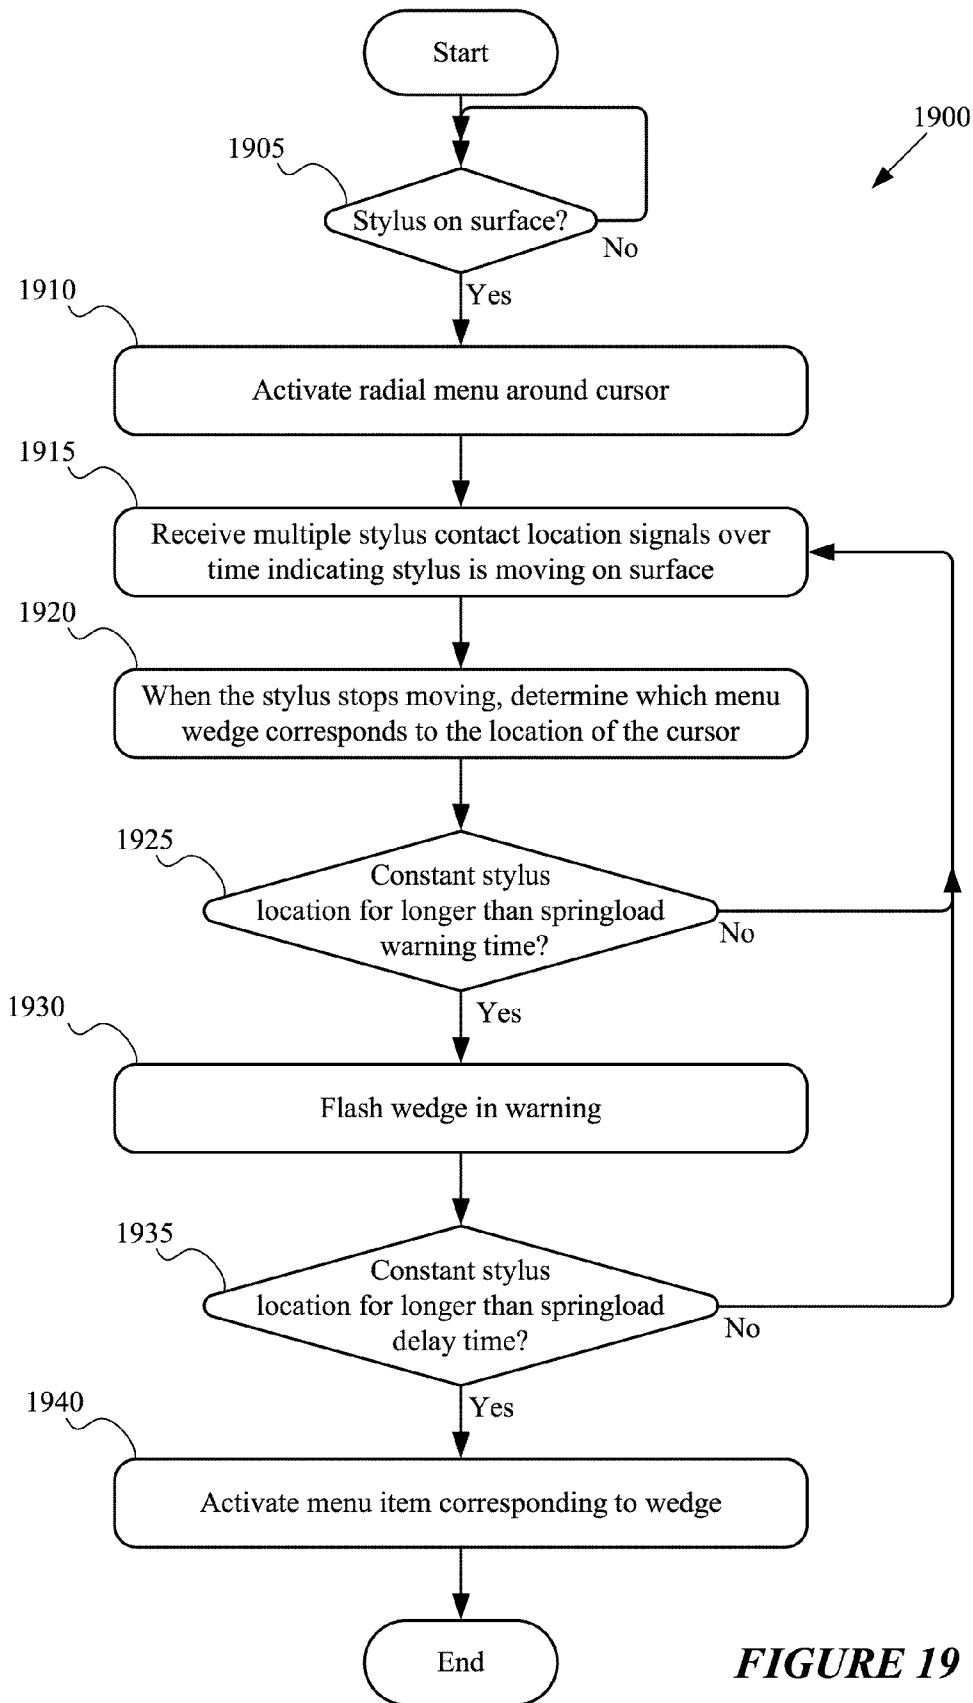 Start
1900
1905
Stylus on surface?
No
Yes
1910
Activate radial menu around cursor
1915
Receive multiple stylus contact location signals over
time indicating stylus is moving on surface
1920
When the stylus stops moving, determine which menu
wedge corresponds to the location of the cursor
1925
Constant stylus
location for longer than springload
warning time?
No
Yes
1930
Flash wedge in warning
1935
Constant stylus
location for longer than springload
delay time?
No
Yes
1940
Activate menu item corresponding to wedge
End
FIGURE 19